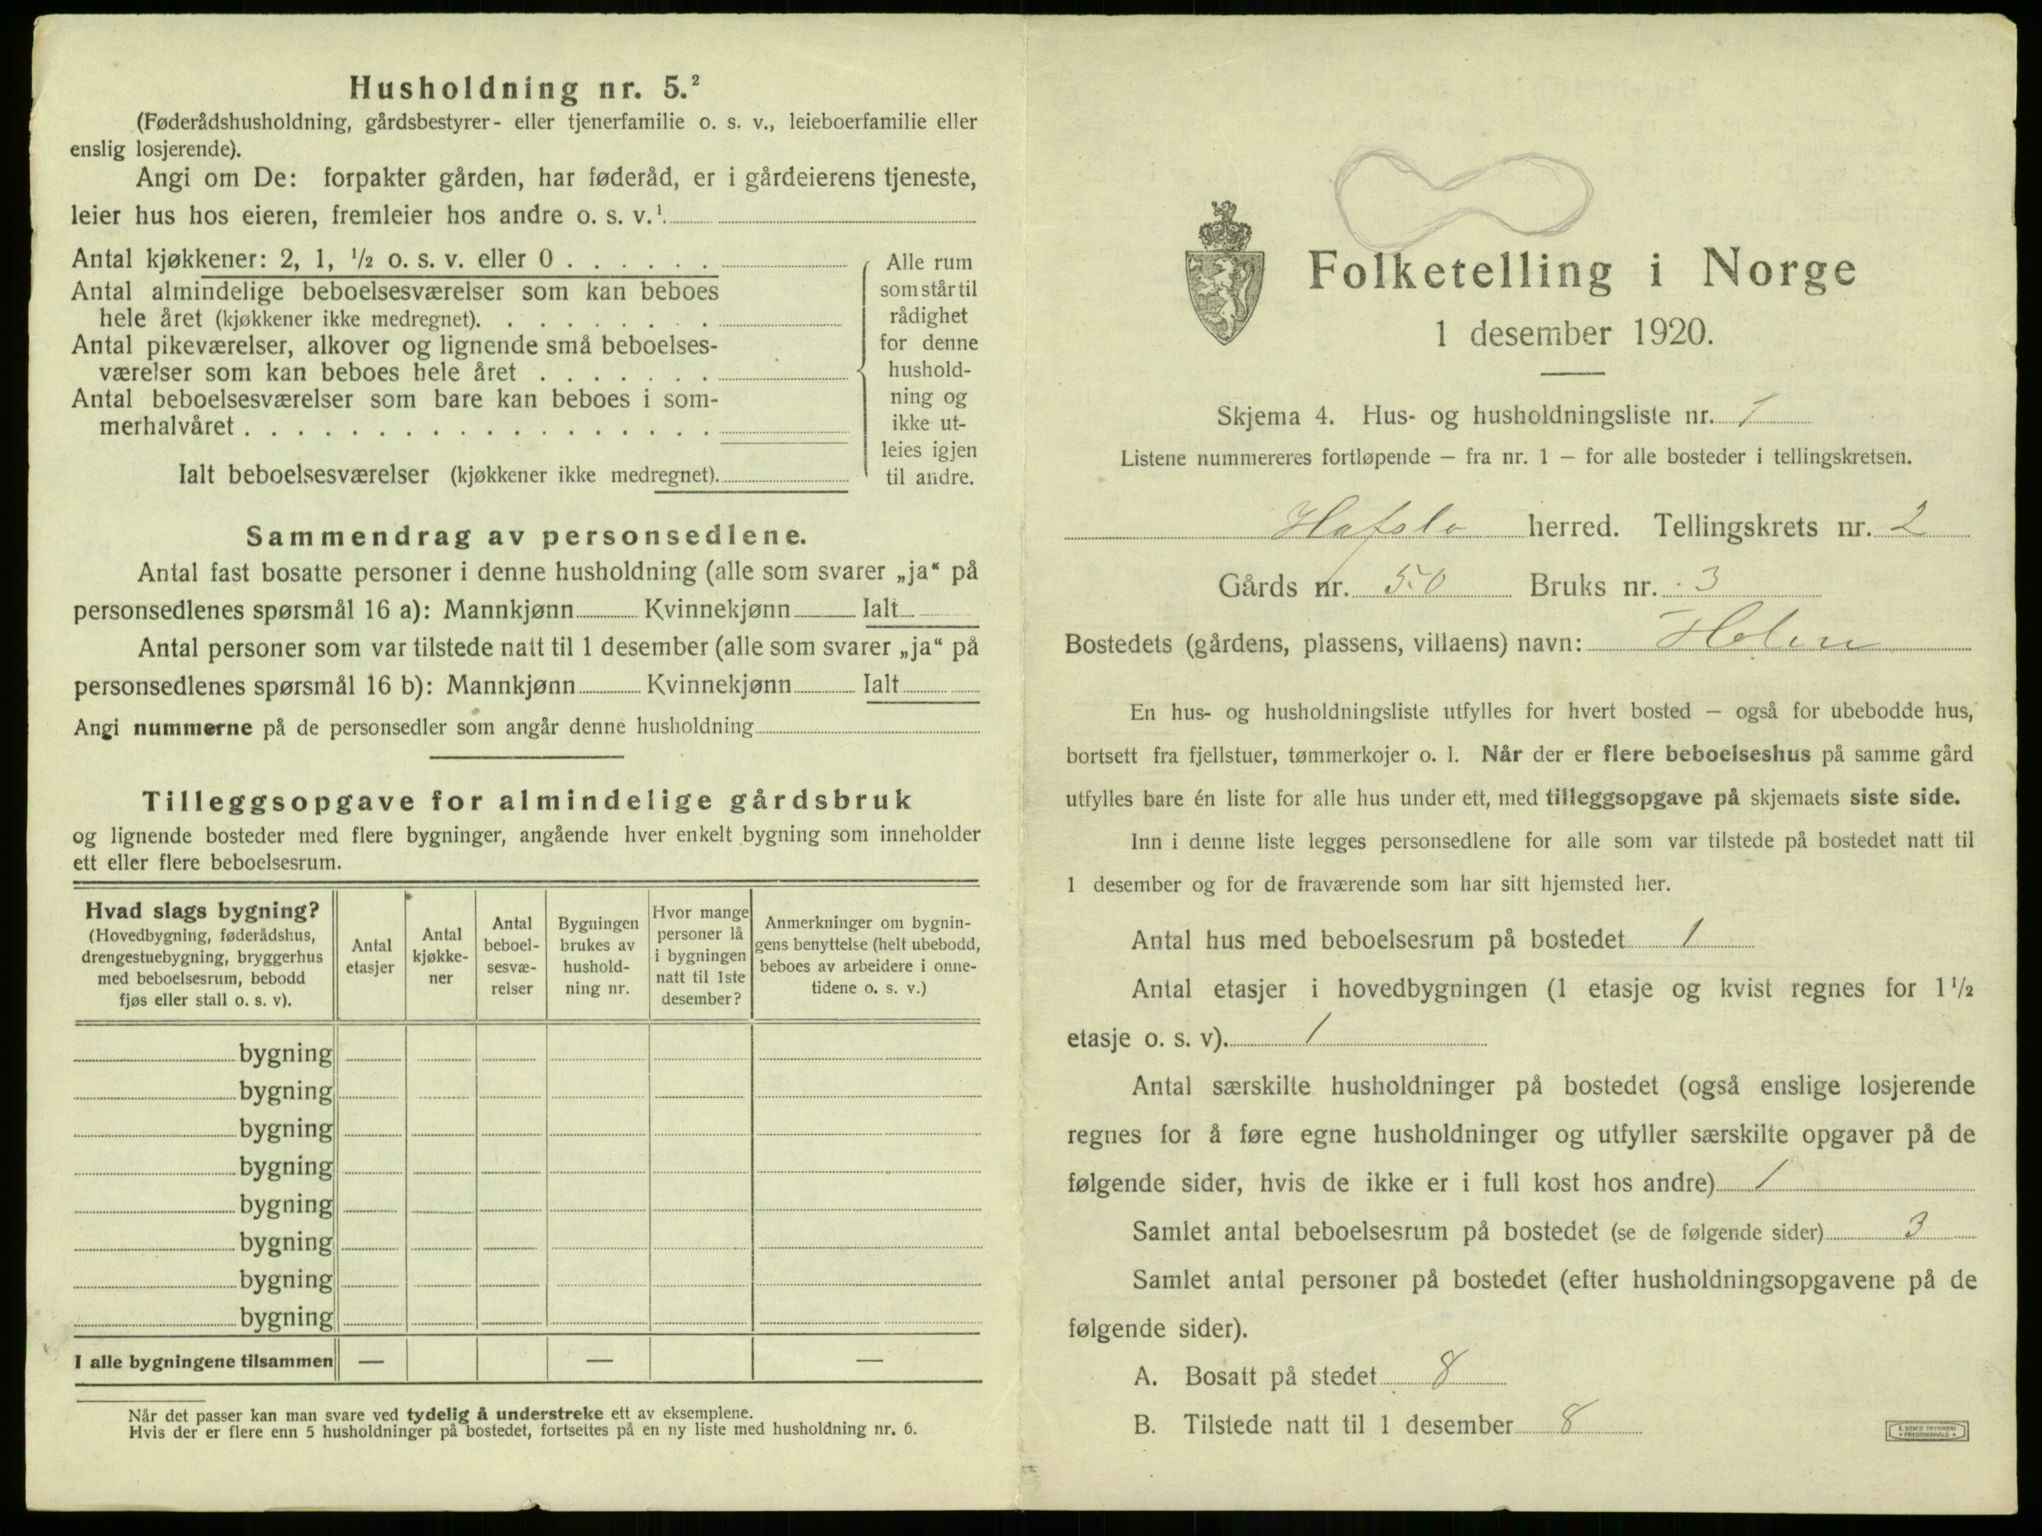 Husholdning nr. 5.²
(Føderådshusholdning, gårdsbestyrer- eller tjenerfamilie o. s. v., leieboerfamilie eller
enslig losjerende).
Angi om De: forpakter gården, har føderåd, er i gårdeierens tjeneste,
leier hus hos eieren, fremleier hos andre o. s. v.¹
Antal kjøkkener: 2, 1, ½ o. s. v. eller 0 . . . . . .
Antal almindelige beboelsesværelser som kan beboes
hele året (kjøkkener ikke medregnet). . . . . . . . .
Antal pikeværelser, alkover og lignende små beboelses-
værelser som kan beboes hele året . . . . . . .
Antal beboelsesværelser som bare kan beboes i som-
merhalvåret . . . . . . . . . . . . . . . . . .
Ialt beboelsesværelser (kjøkkener ikke medregnet).
Alle rum
som står til
rådighet
for denne
hushold-
ning og
ikke ut-
leies igjen
til andre.
Sammendrag av personsedlene.
Antal fast bosatte personer i denne husholdning (alle som svarer „ja“ på
personsedlenes spørsmål 16 a): Mannkjønn Kvinnekjønn Ialt
Antal personer som var tilstede natt til 1 desember (alle som svarer „ja“ på
personsedlenes spørsmål 16 b): Mannkjønn Kvinnekjønn Ialt
Angi nummerne på de personsedler som angår denne husholdning
Tilleggsopgave for almindelige gårdsbruk
og lignende bosteder med flere bygninger, angående hver enkelt bygning som inneholder
ett eller flere beboelsesrum.
Hvad slags bygning?
(Hovedbygning, føderådshus,
drengestuebygning, bryggerhus
med beboelsesrum, bebodd
fjøs eller stall o. s. v).
Antal
etasjer
Antal
kjøkke-
ner
Antal
beboel-
sesvæ-
relser
Bygningen
brukes av
hushold-
ning nr.
Hvor mange
personer lå
i bygningen
natt til 1ste
desember?
Anmerkninger om bygnin-
gens benyttelse (helt ubebodd,
beboes av arbeidere i onne-
tidene o. s. v.)
bygning
bygning
bygning
bygning
bygning
bygning
bygning
bygning
I alle bygningene tilsammen — — —
Når det passer kan man svare ved tydelig å understreke ett av eksemplene.
Hvis der er flere enn 5 husholdninger på bostedet, fortsettes på en ny liste med husholdning nr. 6.
Folketelling i Norge
1 desember 1920.
Skjema 4. Hus- og husholdningsliste nr. 1
Listene nummereres fortløpende — fra nr. 1 — for alle bosteder i tellingskretsen.
Hafslo herred. Tellingskrets nr. 2
Gårds nr. 50 Bruks nr. 3
Bostedets (gårdens, plassens, villaens) navn: Holen
En hus- og husholdningsliste utfylles for hvert bosted — også for ubebodde hus,
bortsett fra fjellstuer, tømmerkojer o. l. Når der er flere beboelseshus på samme gård
utfylles bare én liste for alle hus under ett, med tilleggsopgave på skjemaets siste side.
Inn i denne liste legges personsedlene for alle som var tilstede på bostedet natt til
1 desember og for de fraværende som har sitt hjemsted her.
Antal hus med beboelsesrum på bostedet 1
Antal etasjer i hovedbygningen (1 etasje og kvist regnes for 1½
etasje o. s. v). 1
Antal særskilte husholdninger på bostedet (også enslige losjerende
regnes for å føre egne husholdninger og utfyller særskilte opgaver på de
følgende sider, hvis de ikke er i full kost hos andre) 1
Samlet antal beboelsesrum på bostedet (se de følgende sider) 3
Samlet antal personer på bostedet (efter husholdningsopgavene på de
følgende sider).
A. Bosatt på stedet 8
B. Tilstede natt til 1 desember 8